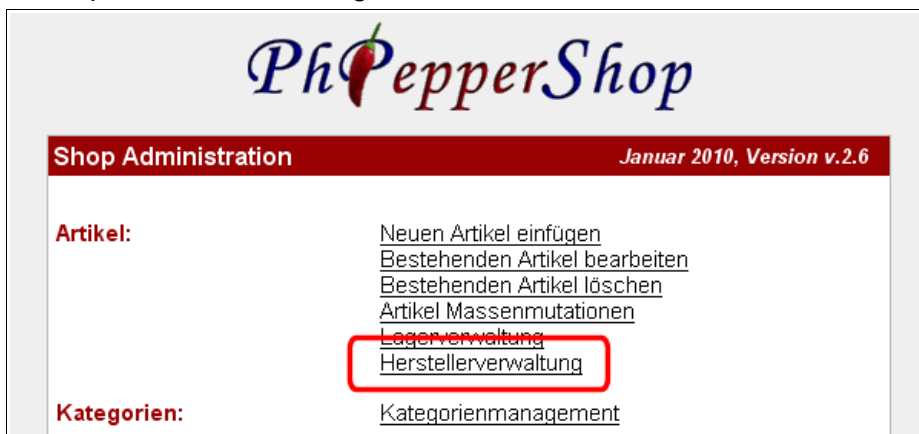 PhPepperShop
Shop Administration Januar 2010, Version v.2.6
Artikel: Neuen Artikel einfügen
Bestehenden Artikel bearbeiten
Bestehenden Artikel löschen
Artikel Massenmutationen
Lagerverwaltung
Herstellerverwaltung
Kategorien: Kategorienmanagement